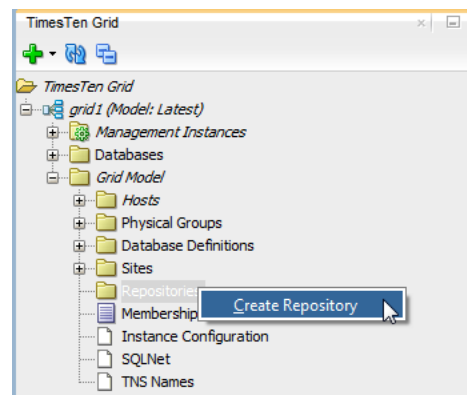 TimesTen Grid
TimesTen Grid
grid1 (Model: Latest)
Management Instances
Databases
Grid Model
Hosts
Physical Groups
Database Definitions
Sites
Repositories
Create Repository
Membership
Instance Configuration
SQLNet
TNS Names